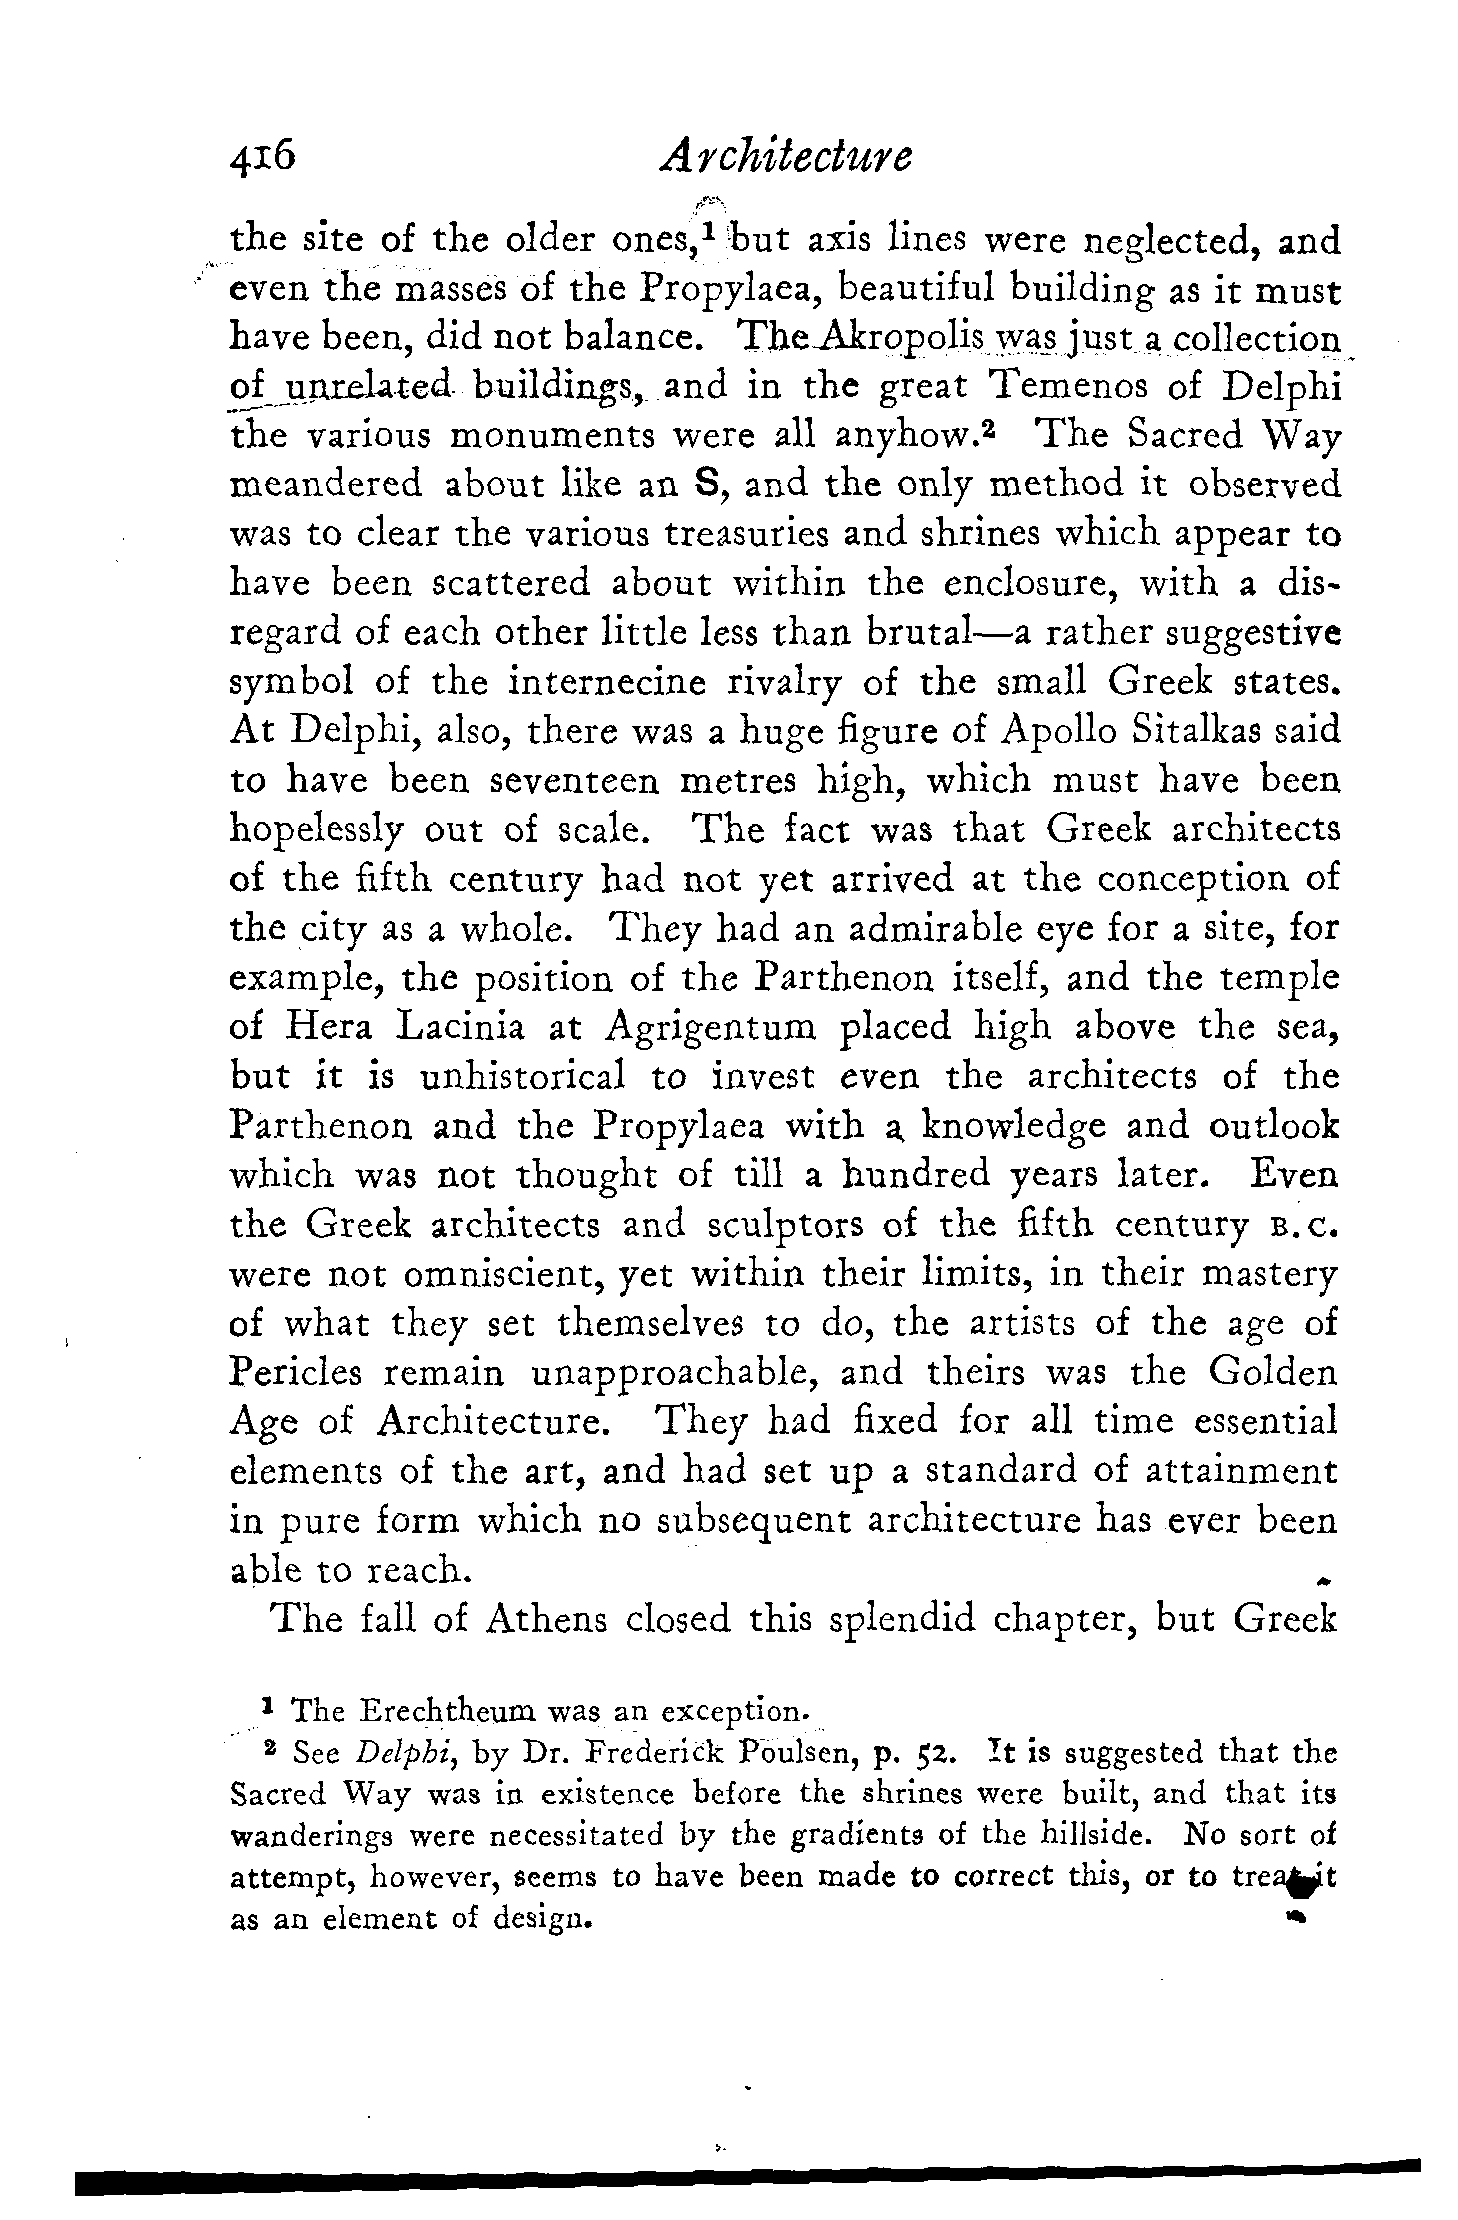 416 Architecture
the site of the older ones,¹ but axis lines were neglected, and
even the masses of the Propylaea, beautiful building as it must
have been, did not balance. The Akropolis was just a collection
of unrelated buildings, and in the great Temenos of Delphi
the various monuments were all anyhow.² The Sacred Way
meandered about like an S, and the only method it observed
was to clear the various treasuries and shrines which appear to
have been scattered about within the enclosure, with a dis-
regard of each other little less than brutal—a rather suggestive
symbol of the internecine rivalry of the small Greek states.
At Delphi, also, there was a huge figure of Apollo Sitalkas said
to have been seventeen metres high, which must have been
hopelessly out of scale. The fact was that Greek architects
of the fifth century had not yet arrived at the conception of
the city as a whole. They had an admirable eye for a site, for
example, the position of the Parthenon itself, and the temple
of Hera Lacinia at Agrigentum placed high above the sea,
but it is unhistorical to invest even the architects of the
Parthenon and the Propylaea with a knowledge and outlook
which was not thought of till a hundred years later. Even
the Greek architects and sculptors of the fifth century B.C.
were not omniscient, yet within their limits, in their mastery
of what they set themselves to do, the artists of the age of
Pericles remain unapproachable, and theirs was the Golden
Age of Architecture. They had fixed for all time essential
elements of the art, and had set up a standard of attainment
in pure form which no subsequent architecture has ever been
able to reach.
The fall of Athens closed this splendid chapter, but Greek
¹ The Erechtheum was an exception.
² See Delphi, by Dr. Frederick Poulsen, p. 52. It is suggested that the
Sacred Way was in existence before the shrines were built, and that its
wanderings were necessitated by the gradients of the hillside. No sort of
attempt, however, seems to have been made to correct this, or to treat it
as an element of design.